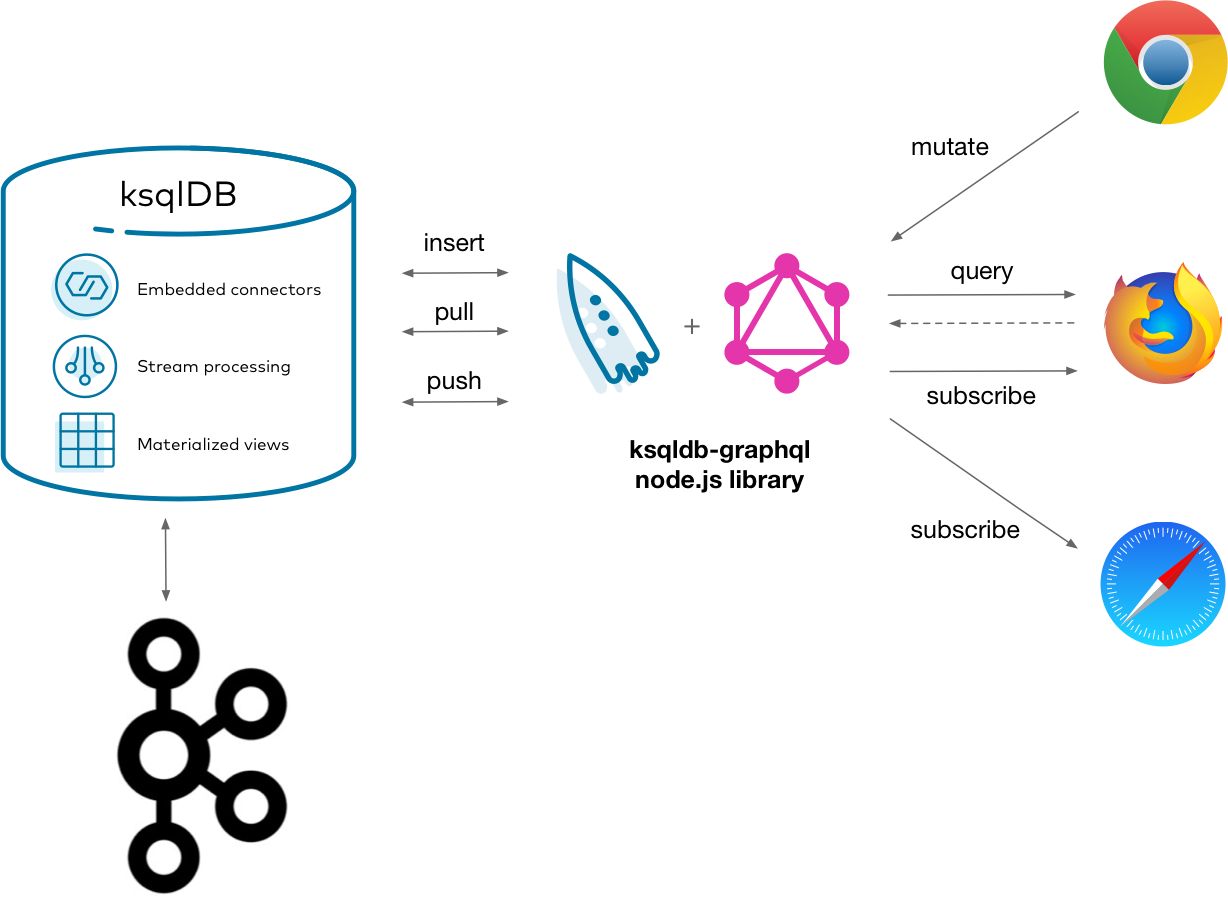 ksqlDB
Embedded connectors
Stream processing
Materialized views
insert
pull
push
+
ksqldb-graphql
node.js library
mutate
query
subscribe
subscribe